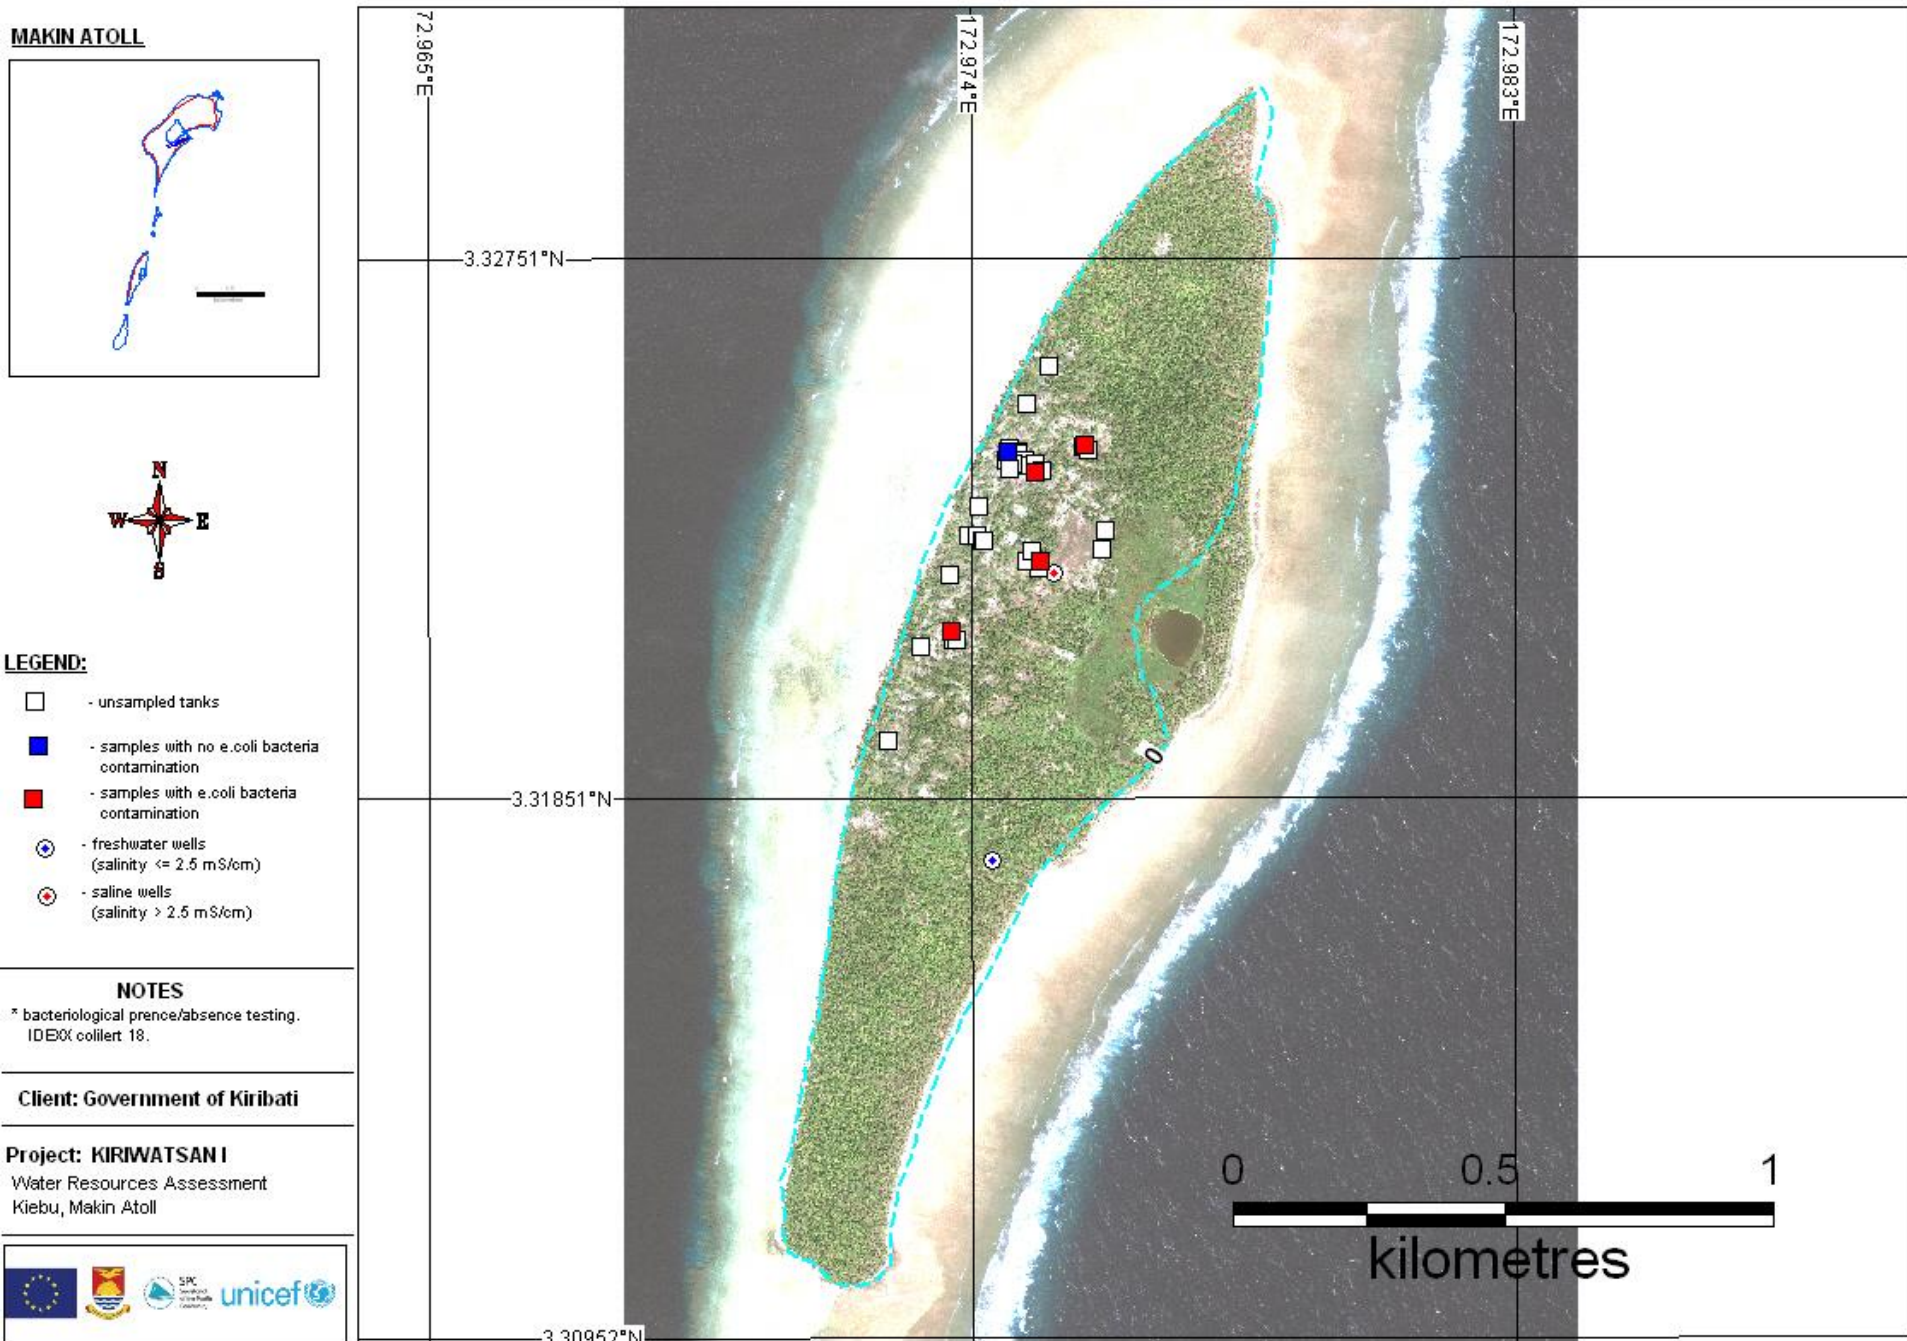 MAKIN ATOLL
72.965°E
172.974°E
172.983°E
3.32751°N
3.31851°N
3.30952°N
0
N
W
E
S
LEGEND:
- unsampled tanks
- samples with no e.coli bacteria
contamination
- samples with e.coli bacteria
contamination
- freshwater wells
(salinity <= 2.5 mS/cm)
- saline wells
(salinity > 2.5 mS/cm)
NOTES
* bacteriological prence/absence testing.
IDEXX colilert 18.
Client: Government of Kiribati
Project: KIRIWATSAN I
Water Resources Assessment
Kiebu, Makin Atoll
SPC
unicef
0 0.5 1
kilometres